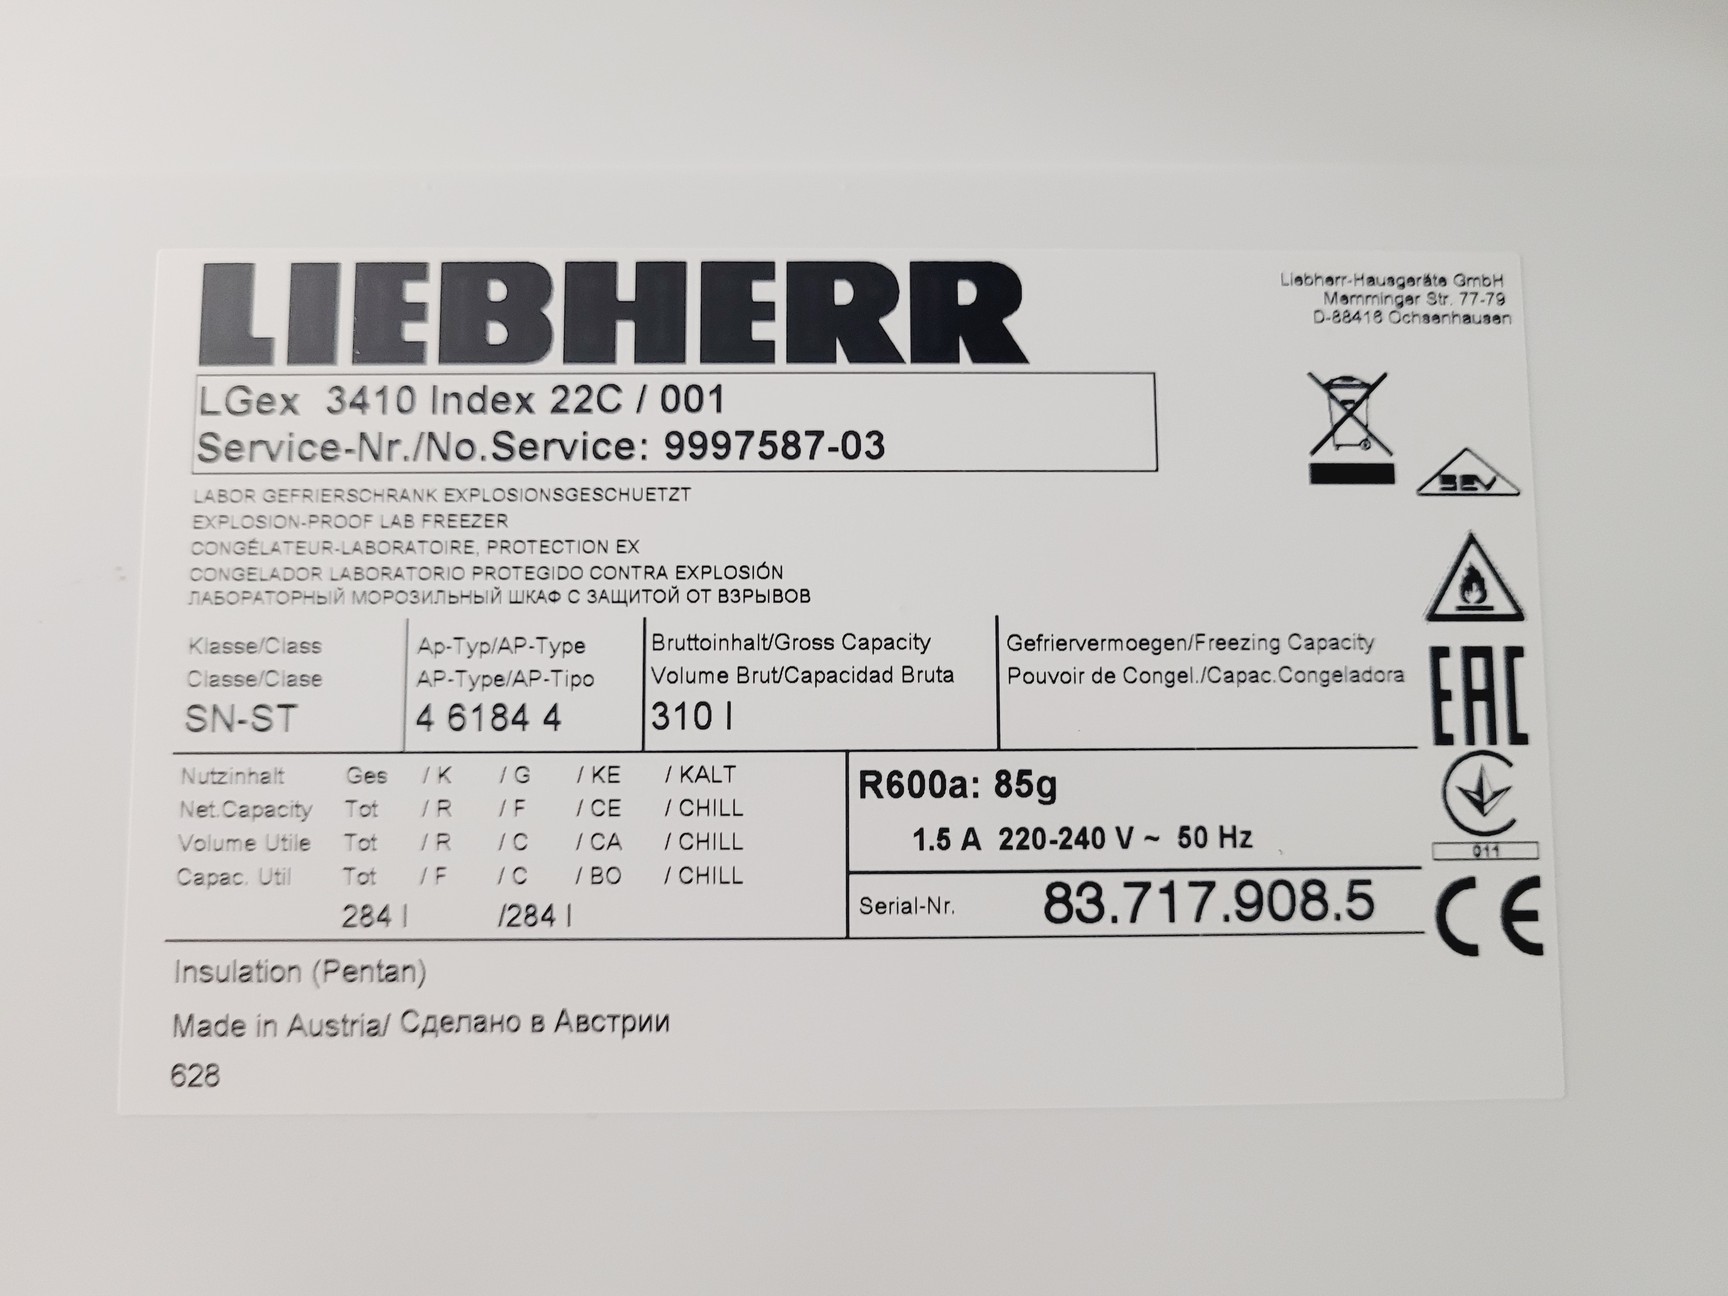 LIEBHERR
Liebherr-Hausgeräte GmbH
Memminger Str. 77-79
D-88416 Ochsenhausen
LGex 3410 Index 22C / 001
Service-Nr./No.Service: 9997587-03
LABOR GEFRIERSCHRANK EXPLOSIONSGESCHUETZT
EXPLOSION-PROOF LAB FREEZER
CONGÉLATEUR-LABORATOIRE, PROTECTION EX
CONGELADOR LABORATORIO PROTEGIDO CONTRA EXPLOSIÓN
ЛАБОРАТОРНЫЙ МОРОЗИЛЬНЫЙ ШКАФ С ЗАЩИТОЙ ОТ ВЗРЫВОВ
SEV
Klasse/Class Ap-Typ/AP-Type Bruttoinhalt/Gross Capacity Gefriervermoegen/Freezing Capacity
Classe/Clase AP-Type/AP-Tipo Volume Brut/Capacidad Bruta Pouvoir de Congel./Capac.Congeladora
SN-ST 4 6184 4 310 l
EAC
Nutzinhalt Ges / K / G / KE / KALT
Net.Capacity Tot / R / F / CE / CHILL
Volume Utile Tot / R / C / CA / CHILL
Capac. Util Tot / F / C / BO / CHILL
284 l /284 l
R600a: 85g
1.5 A 220-240 V ~ 50 Hz
011
Serial-Nr. 83.717.908.5
CE
Insulation (Pentan)
Made in Austria/ Сделано в Австрии
628